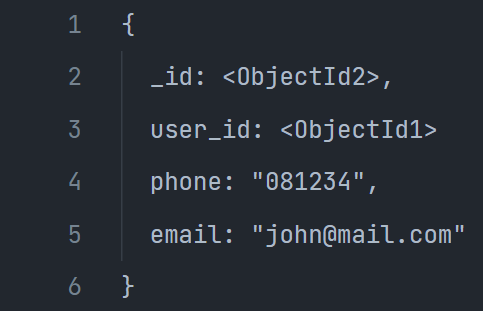 1 {
2 _id: <ObjectId2>,
3 user_id: <ObjectId1>
4 phone: "081234",
5 email: "john@mail.com"
6 }